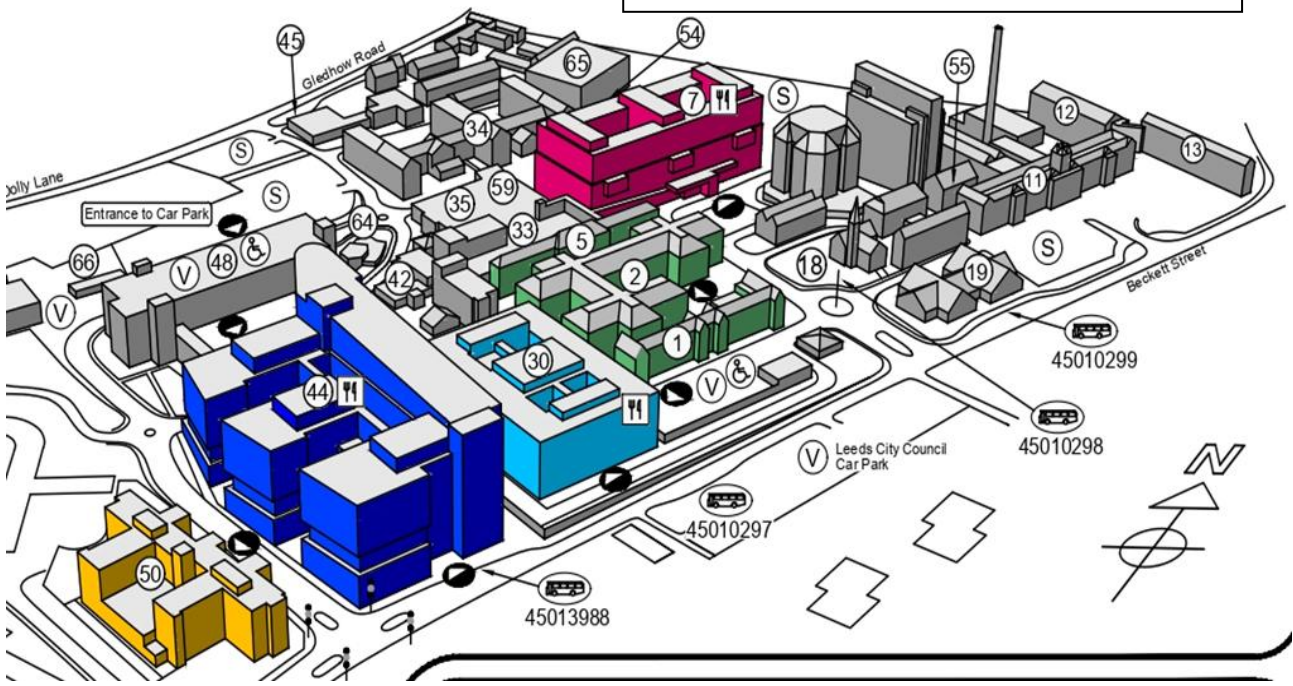 45
Gledhow Road
54
65
7
S
55
12
13
34
11
S
Dolly Lane
59
35
S
Entrance to Car Park
64
33
5
66
V
48
42
2
18
19
S
Beckett Street
V
30
1
V
45010299
44
45010298
V
Leeds City Council
Car Park
N
45010297
50
45013988